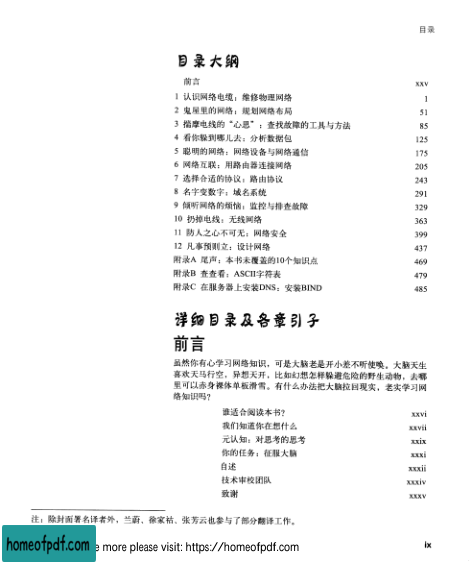 目录
目录大纲
前言 xxv
1 认识网络电缆：维修物理网络 1
2 鬼屋里的网络：规划网络布局 51
3 揣摩电线的“心思”：查找故障的工具与方法 85
4 看你躲到哪儿去：分析数据包 125
5 聪明的网络：网络设备与网络通信 175
6 网络互联：用路由器连接网络 205
7 选择合适的协议：路由协议 243
8 名字变数字：域名系统 291
9 倾听网络的烦恼：监控与排查故障 329
10 扔掉电线：无线网络 363
11 防人之心不可无：网络安全 399
12 凡事预则立：设计网络 437
附录A 尾声：本书未覆盖的10个知识点 469
附录B 查查看：ASCII字符表 479
附录C 在服务器上安装DNS：安装BIND 485
详细目录及各章引子
前言
虽然你有心学习网络知识，可是大脑老是开小差不听使唤。大脑天生
喜欢天马行空，异想天开，比如幻想怎样躲避危险的野生动物，去哪
里可以赤身裸体单板滑雪。有什么办法把大脑拉回现实，老实学习网
络知识吗？
谁适合阅读本书？ xxvi
我们知道你在想什么 xxvii
元认知：对思考的思考 xxix
你的任务：征服大脑 xxxi
自述 xxxii
技术审校团队 xxxiv
致谢 xxxv
注：除封面署名译者外，兰蔚、徐家祜、张芳云也参与了部分翻译工作。
homeofpdf.com e more please visit: https://homeofpdf.com ix